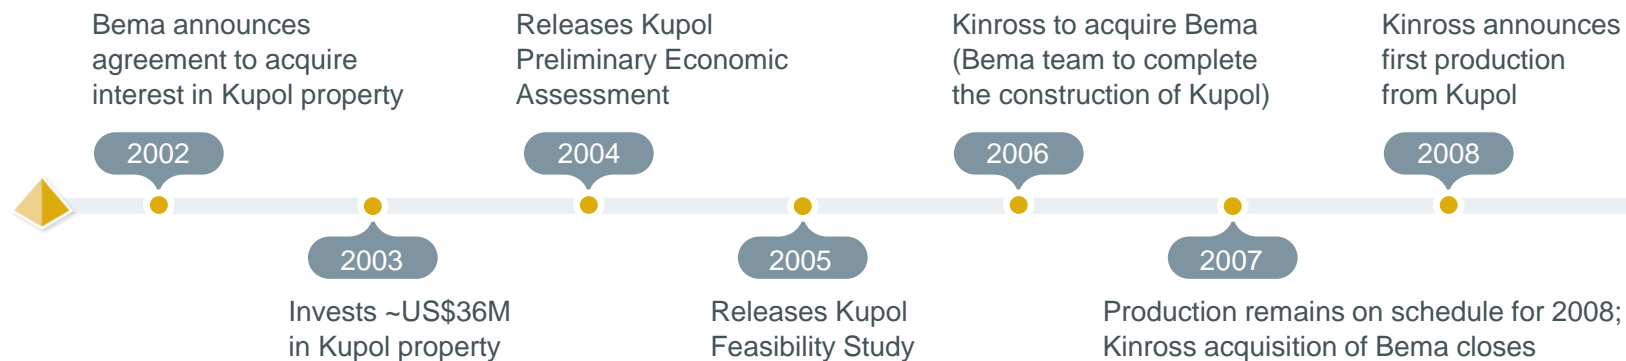 Bema announces
agreement to acquire
interest in Kupol property
2002
2003
Invests ~US$36M
in Kupol property
Releases Kupol
Preliminary Economic
Assessment
2004
2005
Releases Kupol
Feasibility Study
Kinross to acquire Bema
(Bema team to complete
the construction of Kupol)
2006
2007
Production remains on schedule for 2008;
Kinross acquisition of Bema closes
Kinross announces
first production
from Kupol
2008